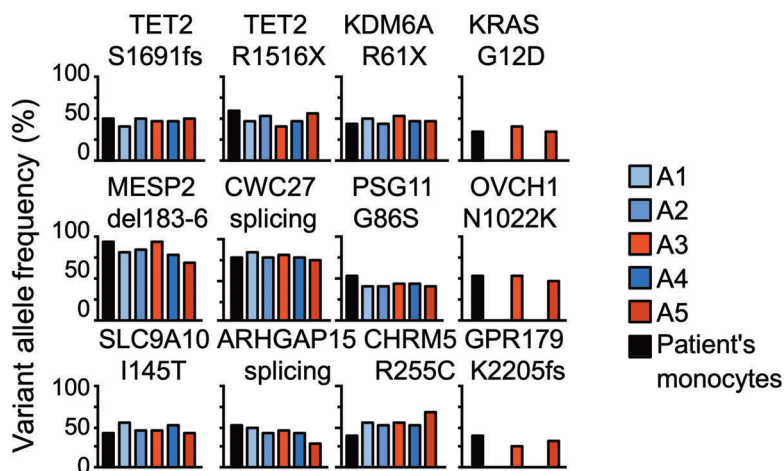 TET2 TET2 KDM6A KRAS
S1691fs R1516X R61X G12D
100
50
0
MESP2 CWC27 PSG11 OVCH1
del183-6 splicing G86S N1022K
100
50
0
SLC9A10 ARHGAP15 CHRM5 GPR179
I145T splicing R255C K2205fs
100
50
0
Variant allele frequency (%)
A1
A2
A3
A4
A5
Patient's
monocytes